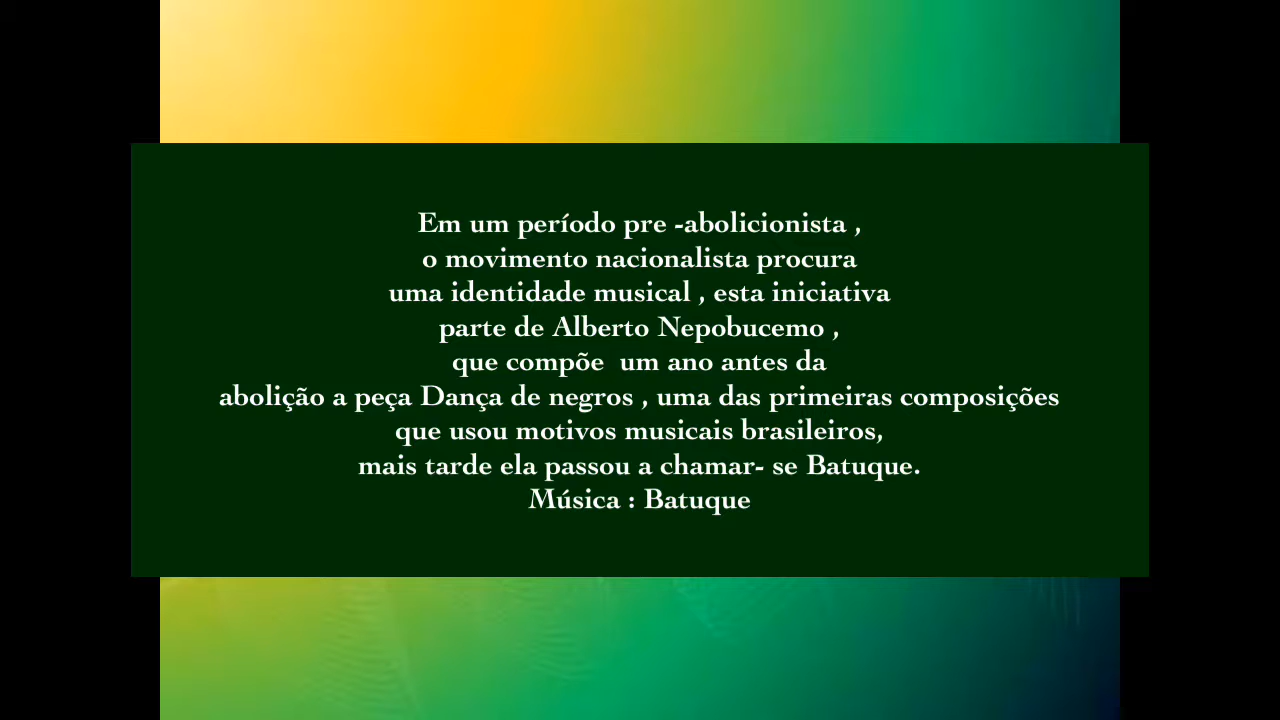 Em um período pre -abolicionista ,
o movimento nacionalista procura
uma identidade musical , esta iniciativa
parte de Alberto Nepobucemo ,
que compõe  um ano antes da
abolição a peça Dança de negros , uma das primeiras composições
que usou motivos musicais brasileiros,
mais tarde ela passou a chamar- se Batuque.
Música : Batuque